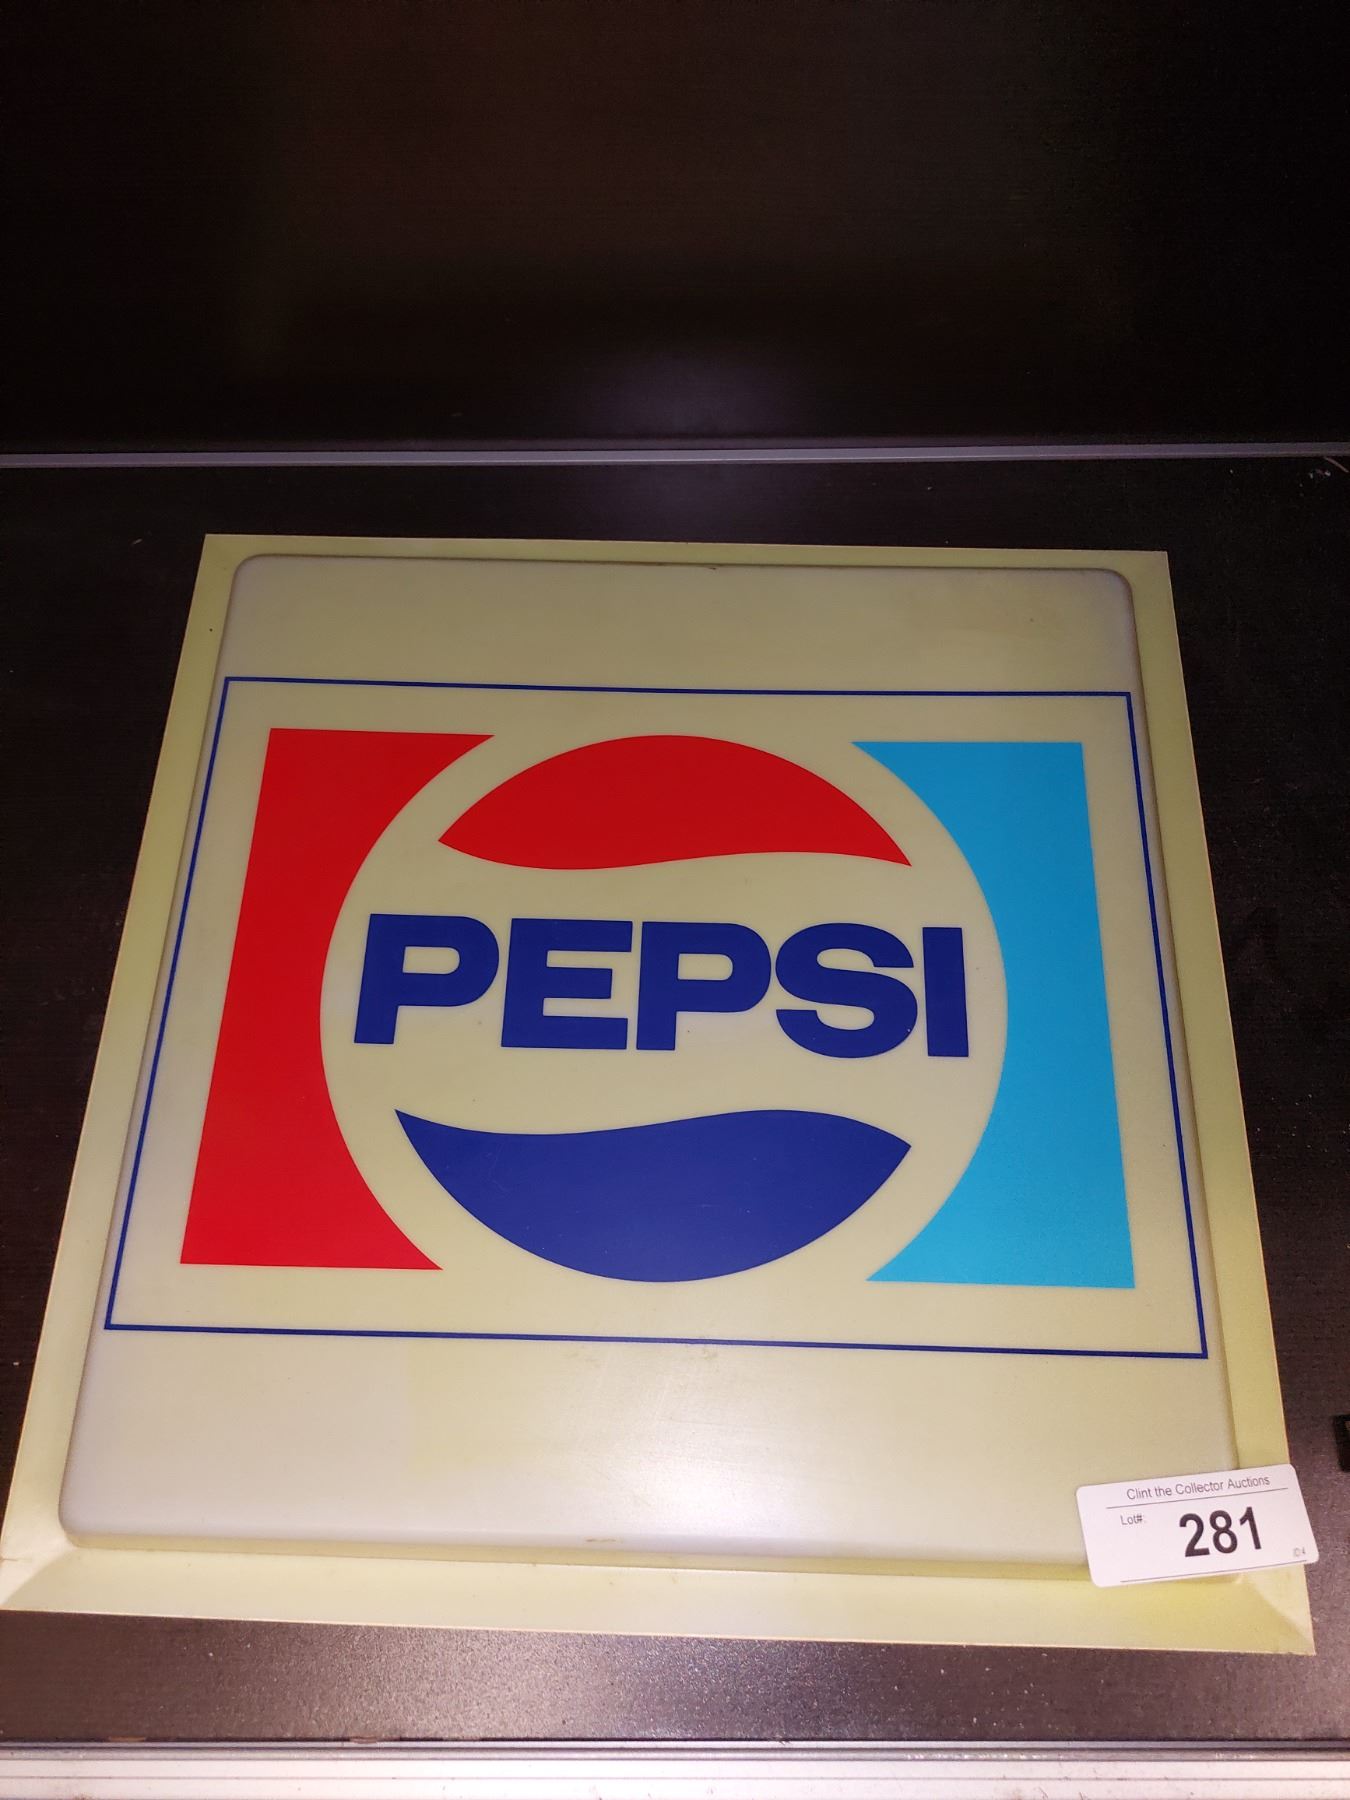 PEPSI
Clint the Collector Auctions
Lot#:
281